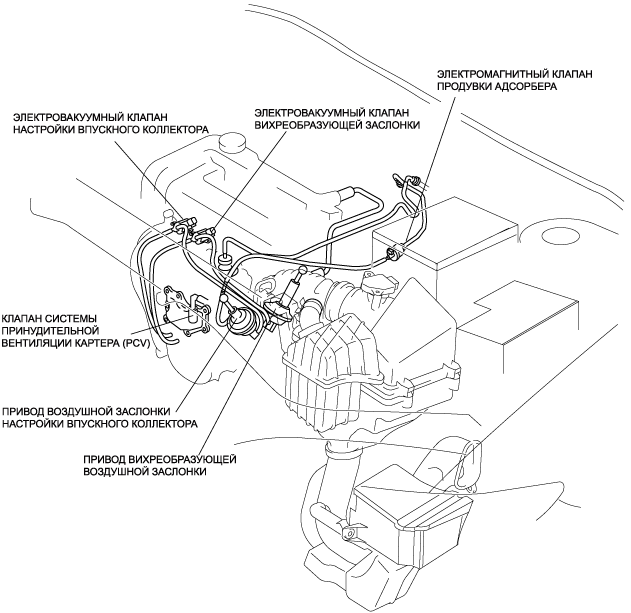 ЭЛЕКТРОМАГНИТНЫЙ КЛАПАН
ПРОДУВКИ АДСОРБЕРА
ЭЛЕКТРОВАКУУМНЫЙ КЛАПАН
ВИХРЕОБРАЗУЮЩЕЙ ЗАСЛОНКИ
ЭЛЕКТРОВАКУУМНЫЙ КЛАПАН
НАСТРОЙКИ ВПУСКНОГО КОЛЛЕКТОРА
КЛАПАН СИСТЕМЫ
ПРИНУДИТЕЛЬНОЙ
ВЕНТИЛЯЦИИ КАРТЕРА (PCV)
ПРИВОД ВОЗДУШНОЙ ЗАСЛОНКИ
НАСТРОЙКИ ВПУСКНОГО КОЛЛЕКТОРА
ПРИВОД ВИХРЕОБРАЗУЮЩЕЙ
ВОЗДУШНОЙ ЗАСЛОНКИ